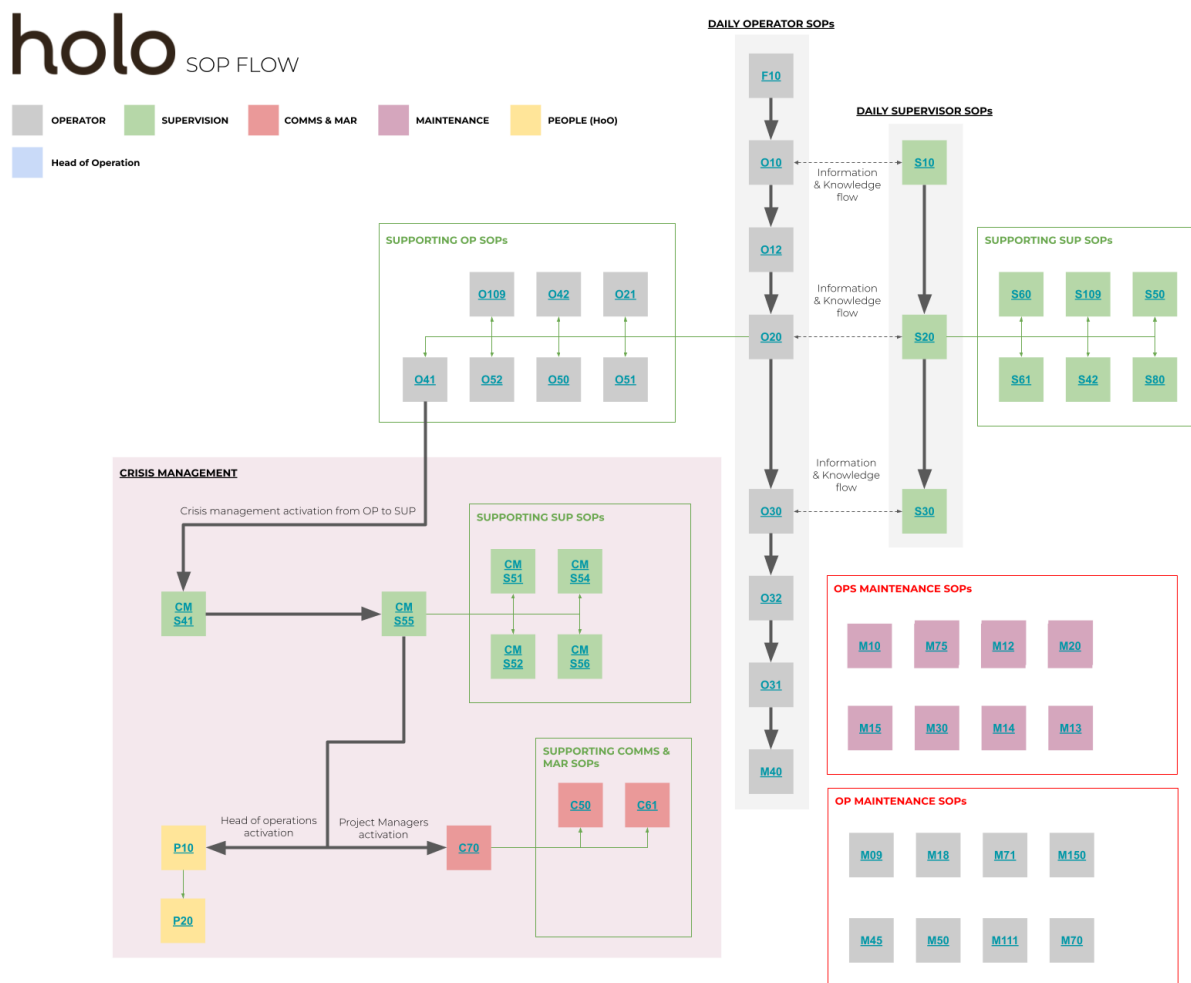 holo SOP FLOW
OPERATOR
SUPERVISION
COMMS & MAR
MAINTENANCE
PEOPLE (HoO)
Head of Operation
DAILY OPERATOR SOPs
F10
O10
O12
O20
O30
O32
O31
M40
DAILY SUPERVISOR SOPs
S10
S20
S30
Information
& Knowledge
flow
Information
& Knowledge
flow
Information
& Knowledge
flow
SUPPORTING OP SOPs
O109
O42
O21
O41
O52
O50
O51
SUPPORTING SUP SOPs
S60
S109
S50
S61
S42
S80
CRISIS MANAGEMENT
Crisis management activation from OP to SUP
CM
S41
CM
S55
SUPPORTING SUP SOPs
CM
S51
CM
S54
CM
S52
CM
S56
Head of operations
activation
Project Managers
activation
P10
P20
C70
SUPPORTING COMMS &
MAR SOPs
C50
C61
OPS MAINTENANCE SOPs
M10
M75
M12
M20
M15
M30
M14
M13
OP MAINTENANCE SOPs
M09
M18
M71
M150
M45
M50
M111
M70